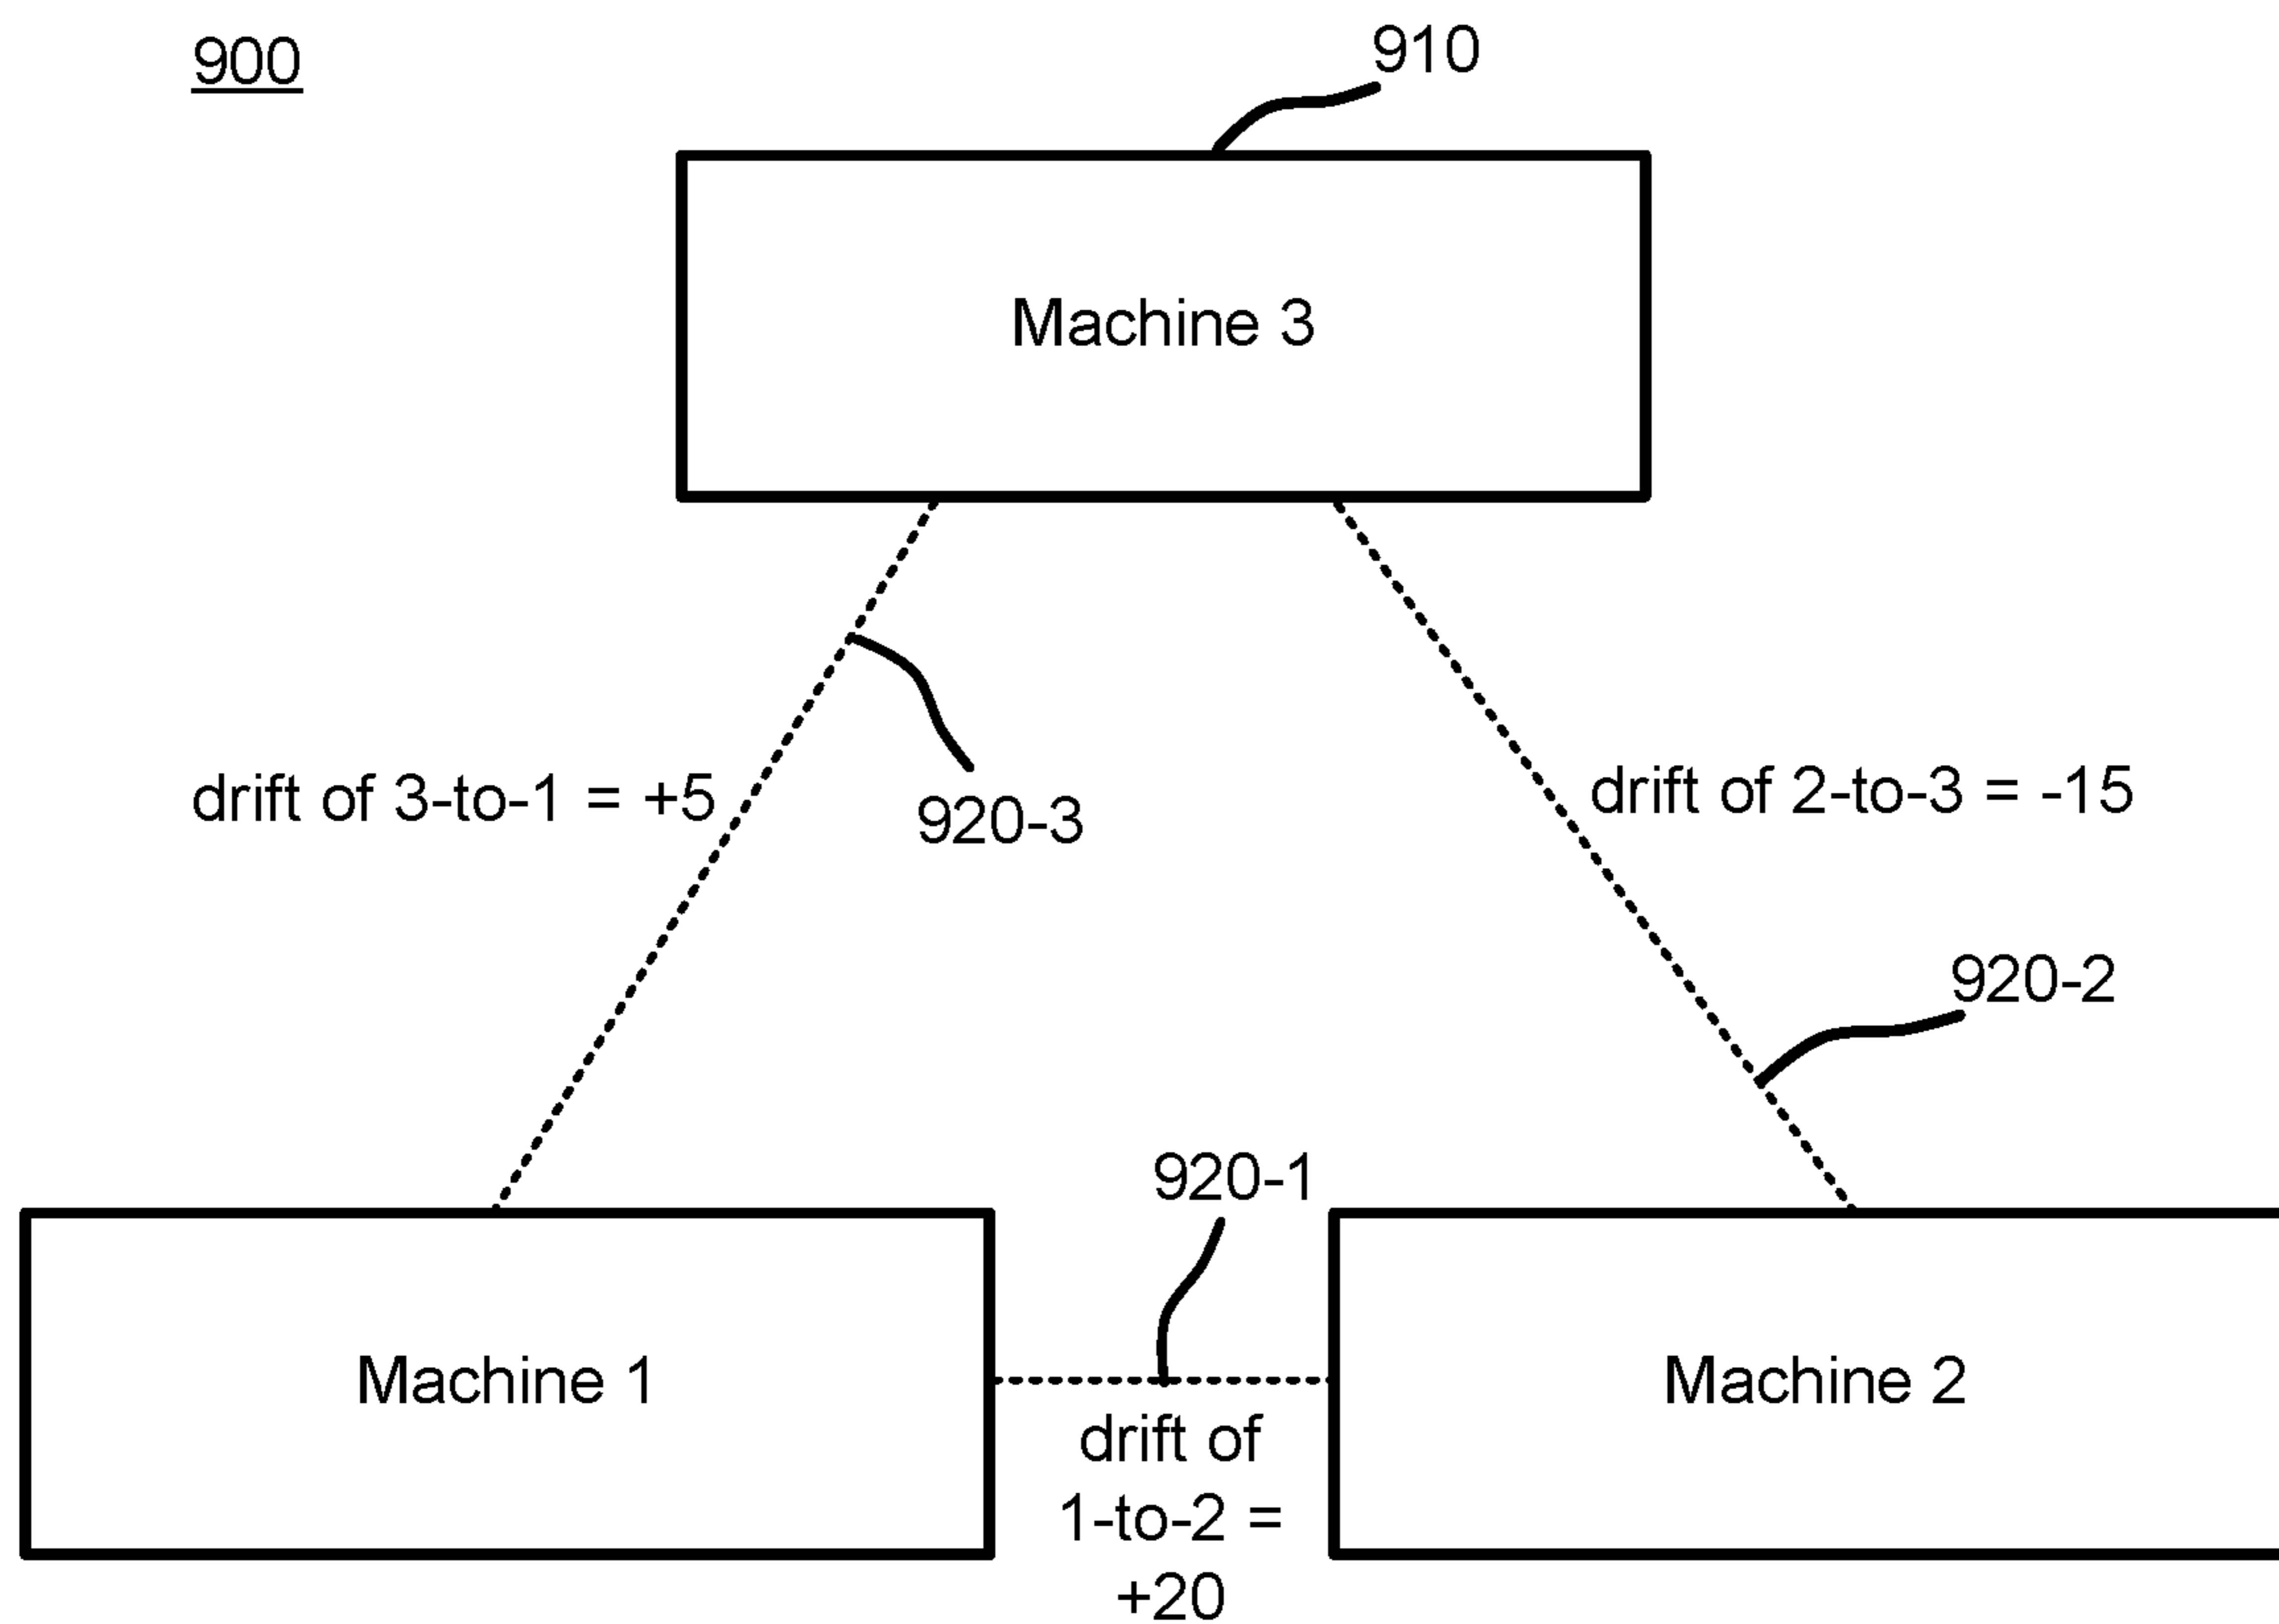 900
910
Machine 3
drift of 3-to-1 = +5
drift of 2-to-3 = -15
920-3
920-2
920-1
Machine 1
Machine 2
drift of
1-to-2 =
+20